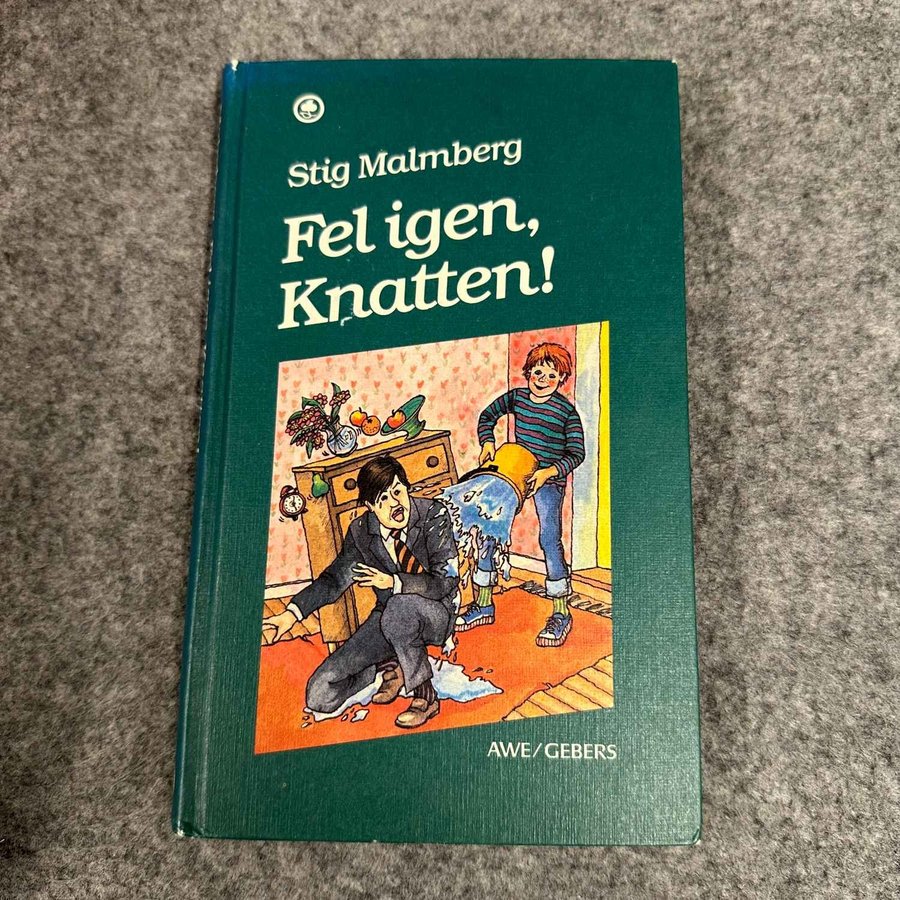 Stig Malmberg
Fel igen,
Knatten!
AWE/GEBERS